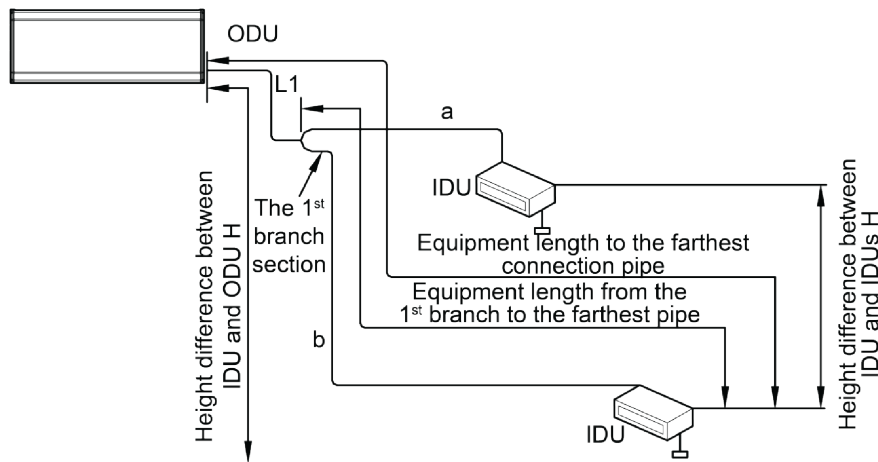 ODU
L1
a
IDU
The 1st
branch
section
Equipment length to the farthest
connection pipe
Equipment length from the
1st branch to the farthest pipe
b
IDU
Height difference between
IDU and ODU H
Height difference between
IDU and IDUs H